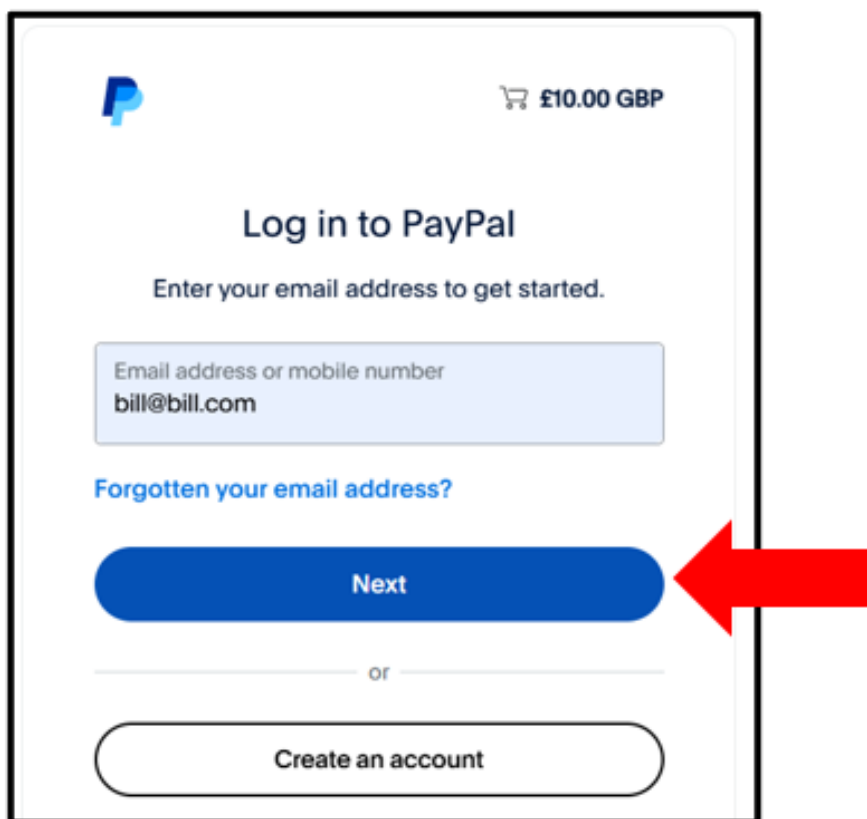 £10.00 GBP
Log in to PayPal
Enter your email address to get started.
Email address or mobile number
bill@bill.com
Forgotten your email address?
Next
or
Create an account